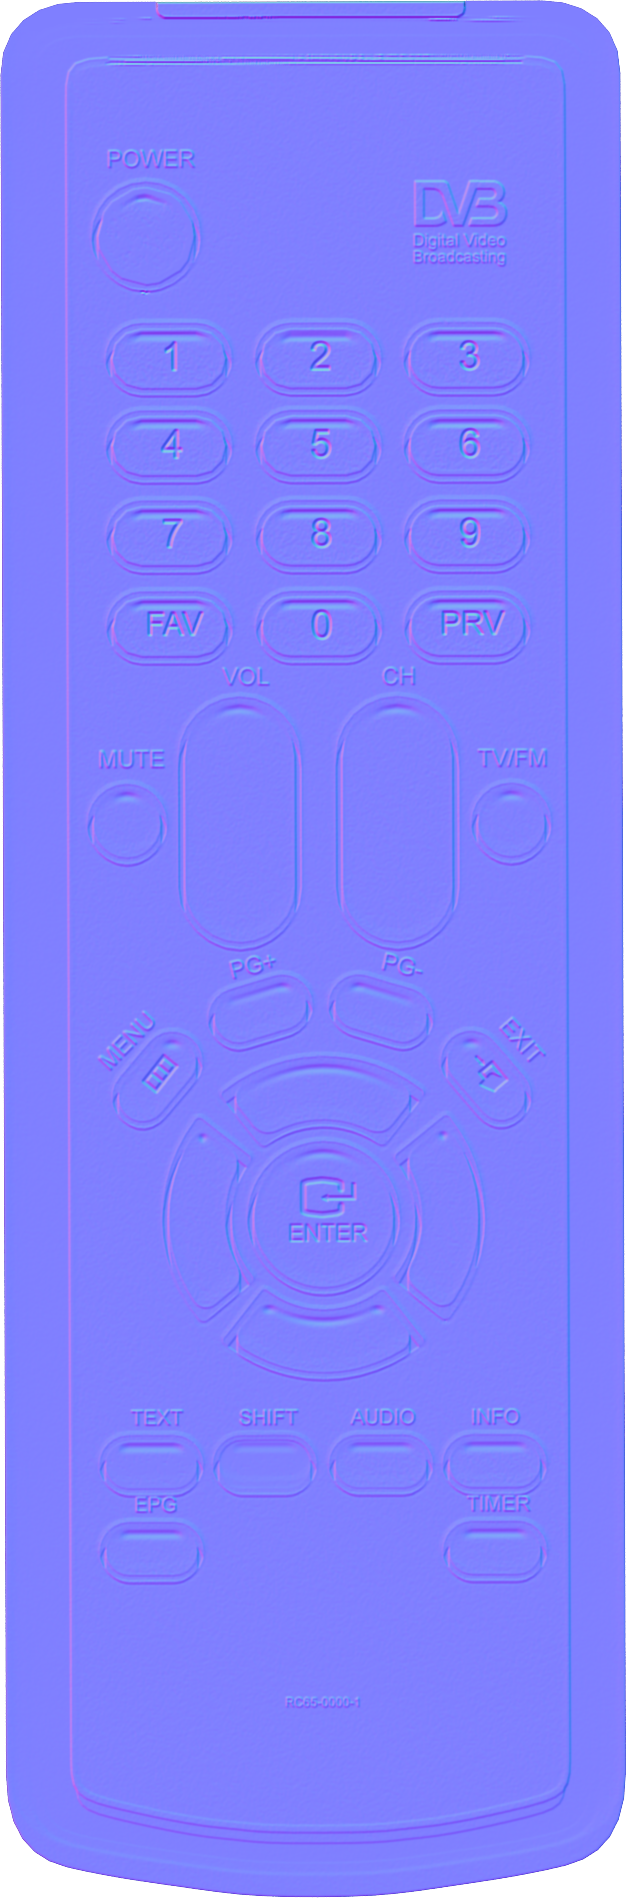 POWER
DVB
Digital Video
Broadcasting
1 2 3
4 5 6
7 8 9
FAV 0 PRV
VOL CH
MUTE TV/FM
PG+ PG-
MENU EXIT
ENTER
TEXT SHIFT AUDIO INFO
EPG TIMER
RC65-0000-1